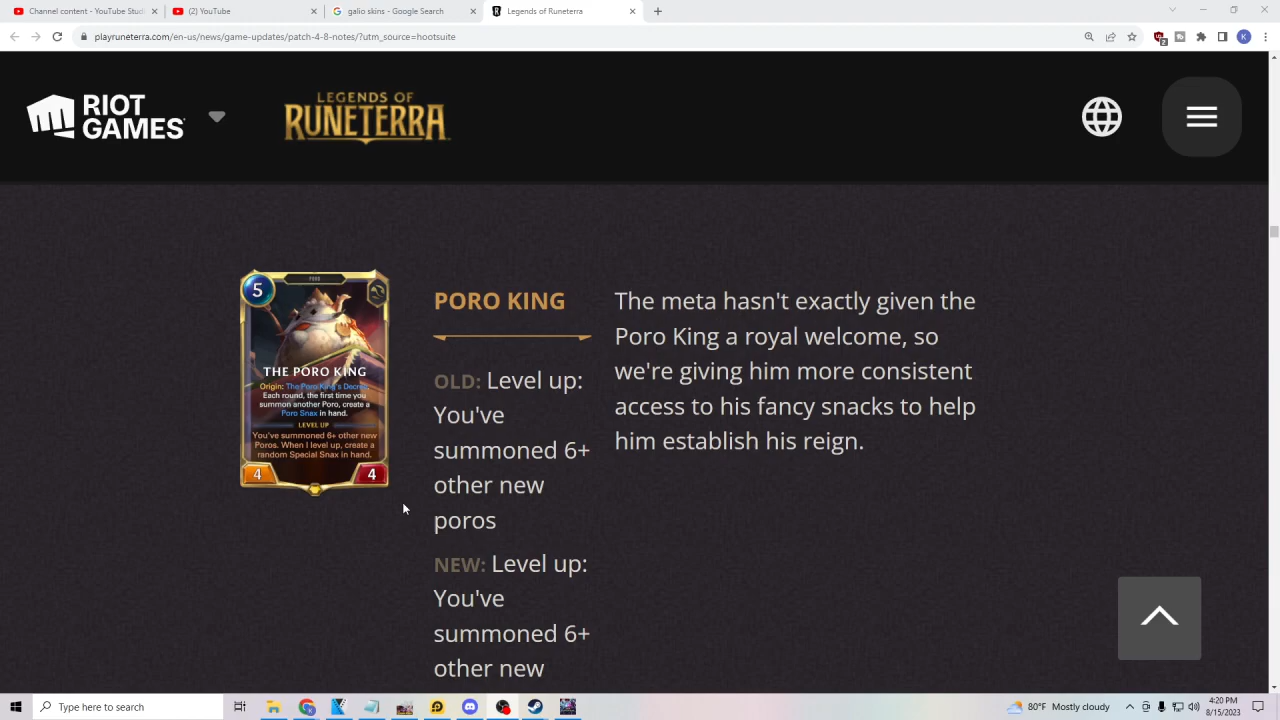 Channel content - YouTube Stud
(2) YouTube
galio skins - Google Search
Legends of Runeterra
playruneterra.com/en-us/news/game-updates/patch-4-8-notes/?utm_source=hootsuite
2
K
RIOT
GAMES
LEGENDS OF
RUNETERRA
5
PORO
THE PORO KING
Origin: The Poro King's Decree.
Each round, the first time you
summon another Poro, create a
Poro Snax in hand.
LEVEL UP
You've summoned 6+ other new
Poros. When I level up, create a
random Special Snax in hand.
4
4
PORO KING
OLD: Level up:
You've
summoned 6+
other new
poros
NEW: Level up:
You've
summoned 6+
other new
The meta hasn't exactly given the
Poro King a royal welcome, so
we're giving him more consistent
access to his fancy snacks to help
him establish his reign.
Type here to search
80°F Mostly cloudy
4:20 PM
8/15/2023